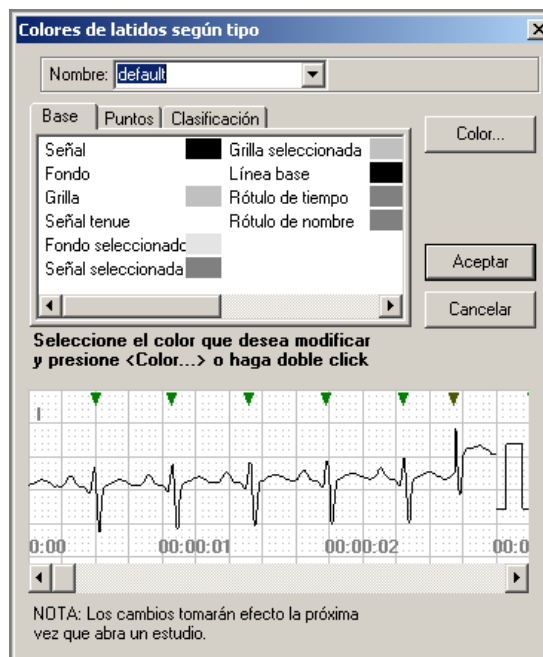 Colores de latidos según tipo
Nombre: default
Base Puntos Clasificación
Color...
Señal
Fondo
Grilla
Señal tenue
Fondo seleccionado
Señal seleccionada
Grilla seleccionada
Línea base
Rótulo de tiempo
Rótulo de nombre
Aceptar
Cancelar
Seleccione el color que desea modificar
y presione <Color...> o haga doble click
I
0:00 00:00:01 00:00:02 00:0
NOTA: Los cambios tomarán efecto la próxima
vez que abra un estudio.